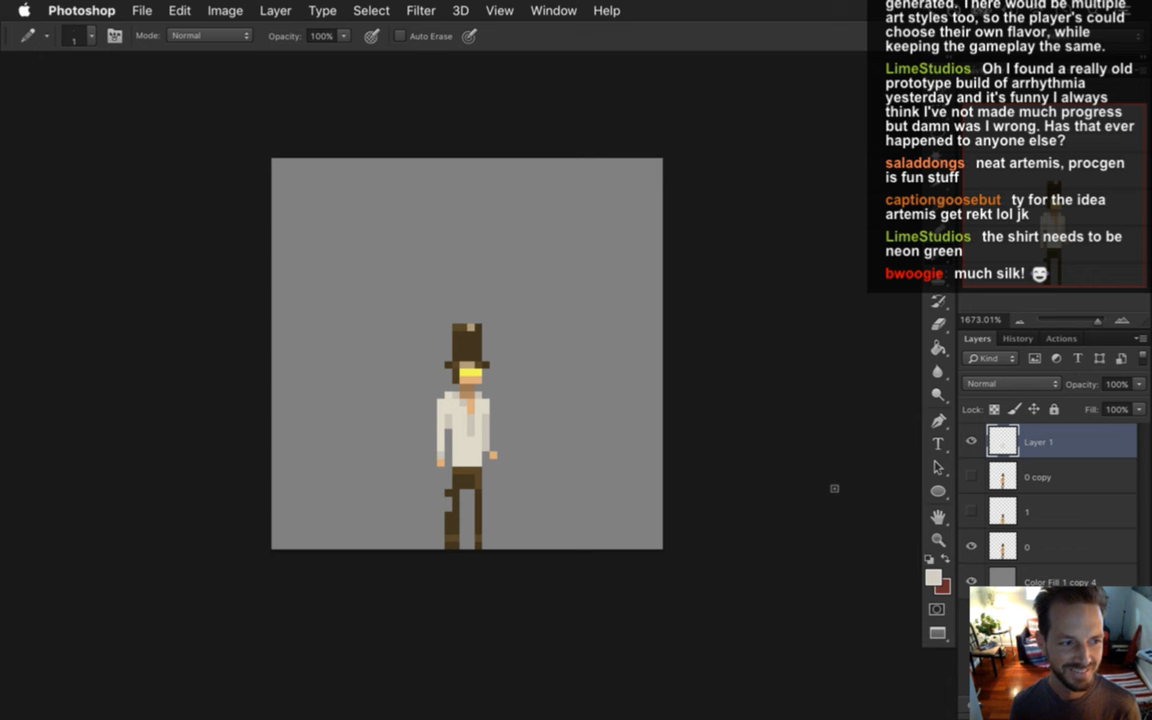 Photoshop File Edit Image Layer Type Select Filter 3D View Window Help
1 Mode: Normal Opacity: 100% Auto Erase
generated. There would be multiple
art styles too, so the player's could
choose their own flavor, while
keeping the gameplay the same.
LimeStudios Oh I found a really old
prototype build of arrhythmia
yesterday and it's funny I always
think I've not made much progress
but damn was I wrong. Has that ever
happened to anyone else?
saladdongs neat artemis, procgen
is fun stuff
captiongoosebut ty for the idea
artemis get rekt lol jk
LimeStudios the shirt needs to be
neon green
bwoogie much silk!
1673.01%
Layers History Actions
Kind T
Normal Opacity: 100%
Lock: Fill: 100%
Layer 1
0 copy
1
0
Color Fill 1 copy 4